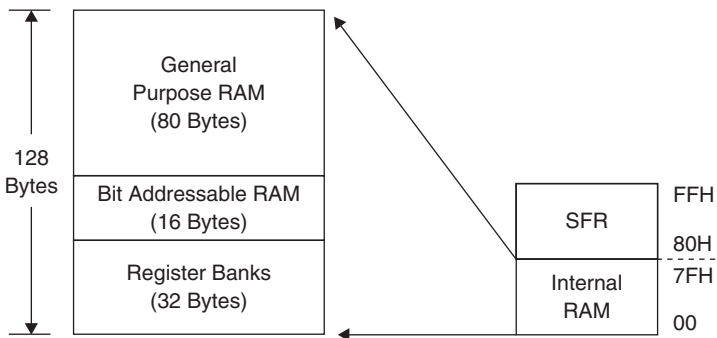 General
Purpose RAM
(80 Bytes)
128
Bytes
Bit Addressable RAM
(16 Bytes)
Register Banks
(32 Bytes)
SFR
FFH
80H
Internal
RAM
7FH
00